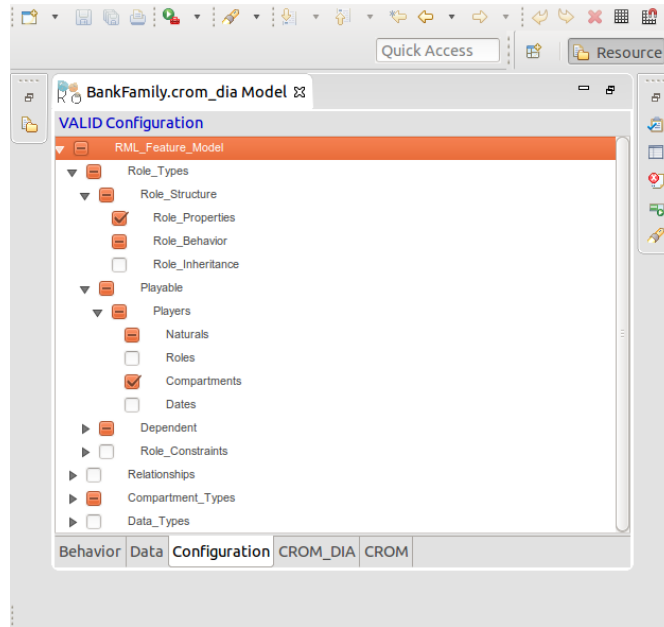 Quick Access
Resource
BankFamily.crom_dia Model
VALID Configuration
RML_Feature_Model
Role_Types
Role_Structure
Role_Properties
Role_Behavior
Role_Inheritance
Playable
Players
Naturals
Roles
Compartments
Dates
Dependent
Role_Constraints
Relationships
Compartment_Types
Data_Types
Behavior Data Configuration CROM_DIA CROM